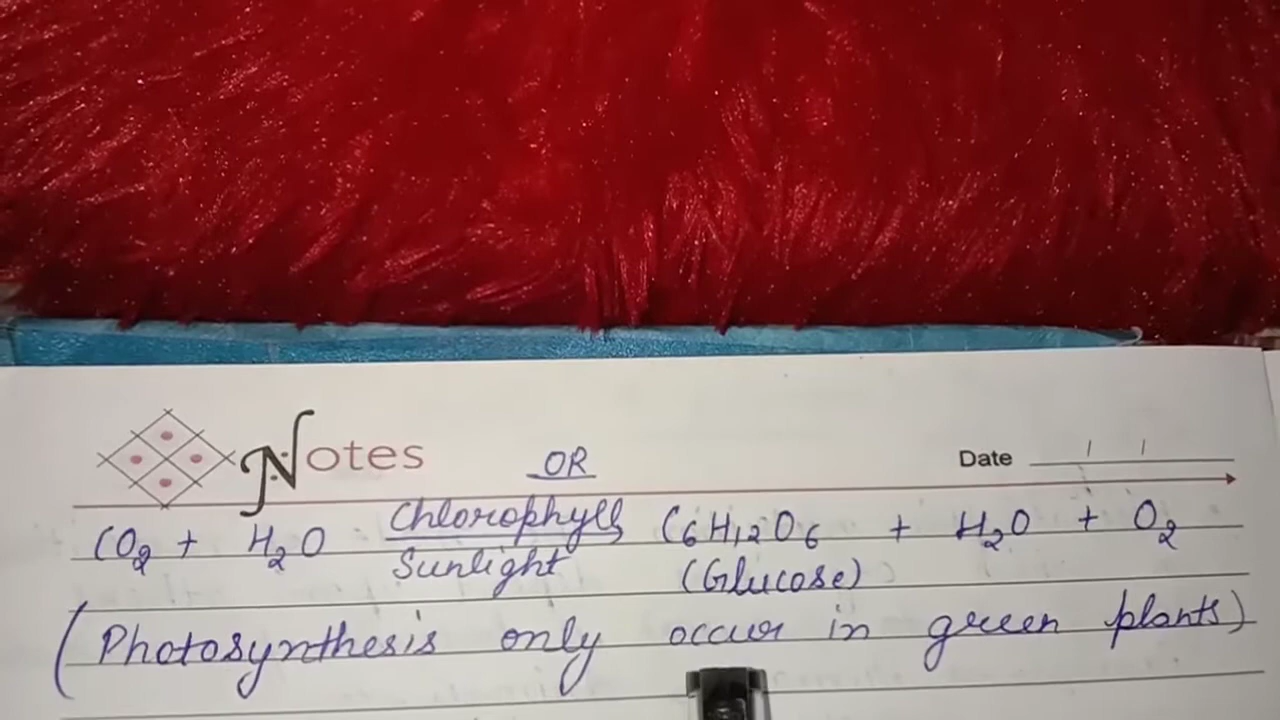 Notes
OR
Date / /
CO2 + H2O Chlorophyll C6H12O6 + H2O + O2
Sunlight (Glucose)
(Photosynthesis only occur in green plants)